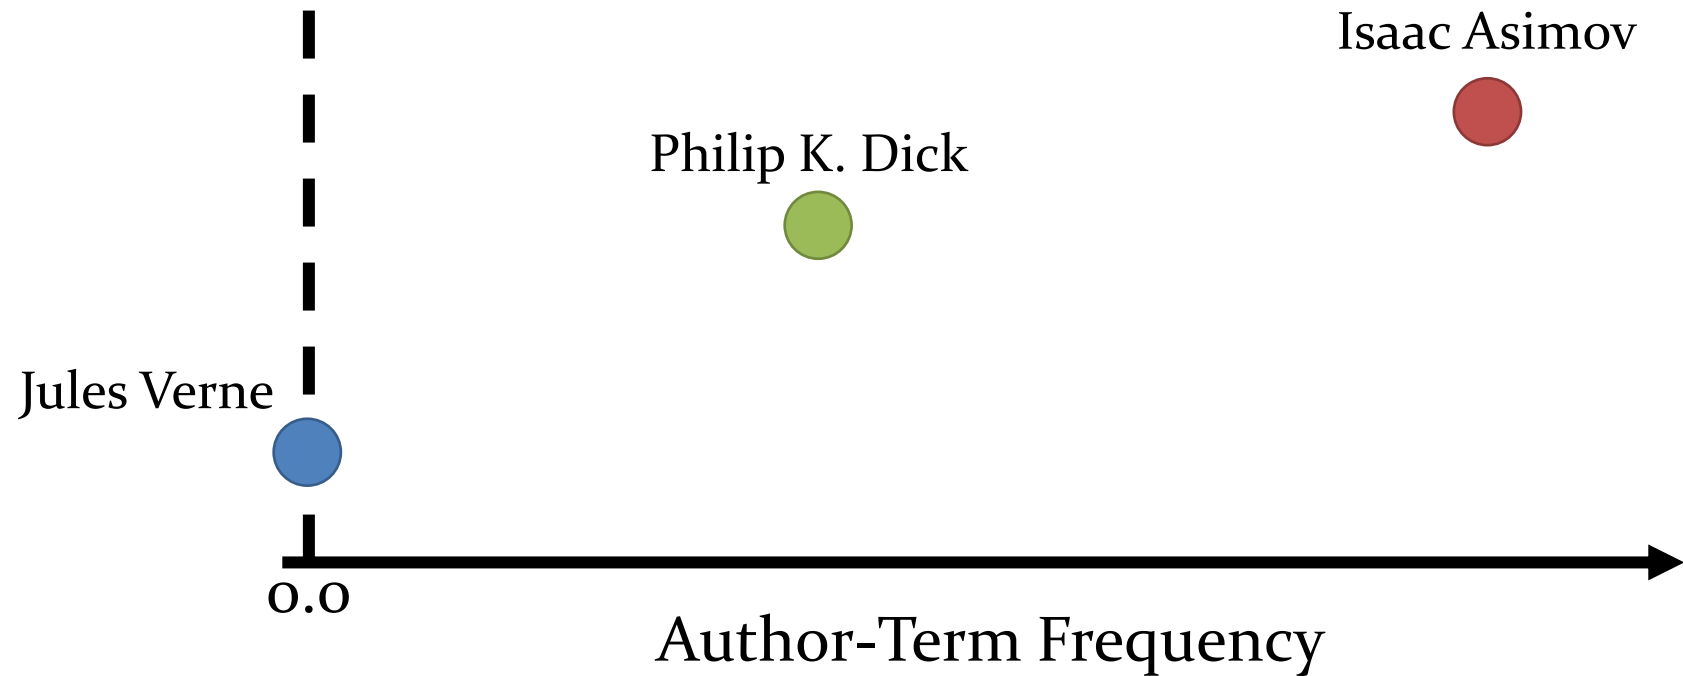 Isaac Asimov
Philip K. Dick
Jules Verne
0.0
Author-Term Frequency